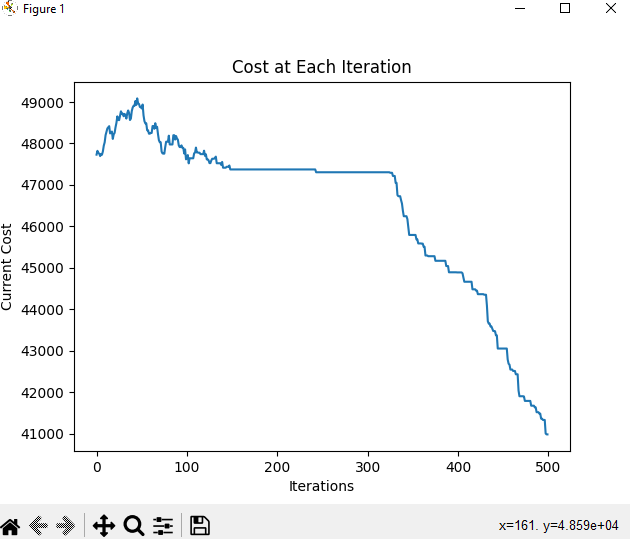 Figure 1
Cost at Each Iteration
49000
48000
47000
46000
45000
44000
43000
42000
41000
Current Cost
0 100 200 300 400 500
Iterations
x=161. y=4.859e+04